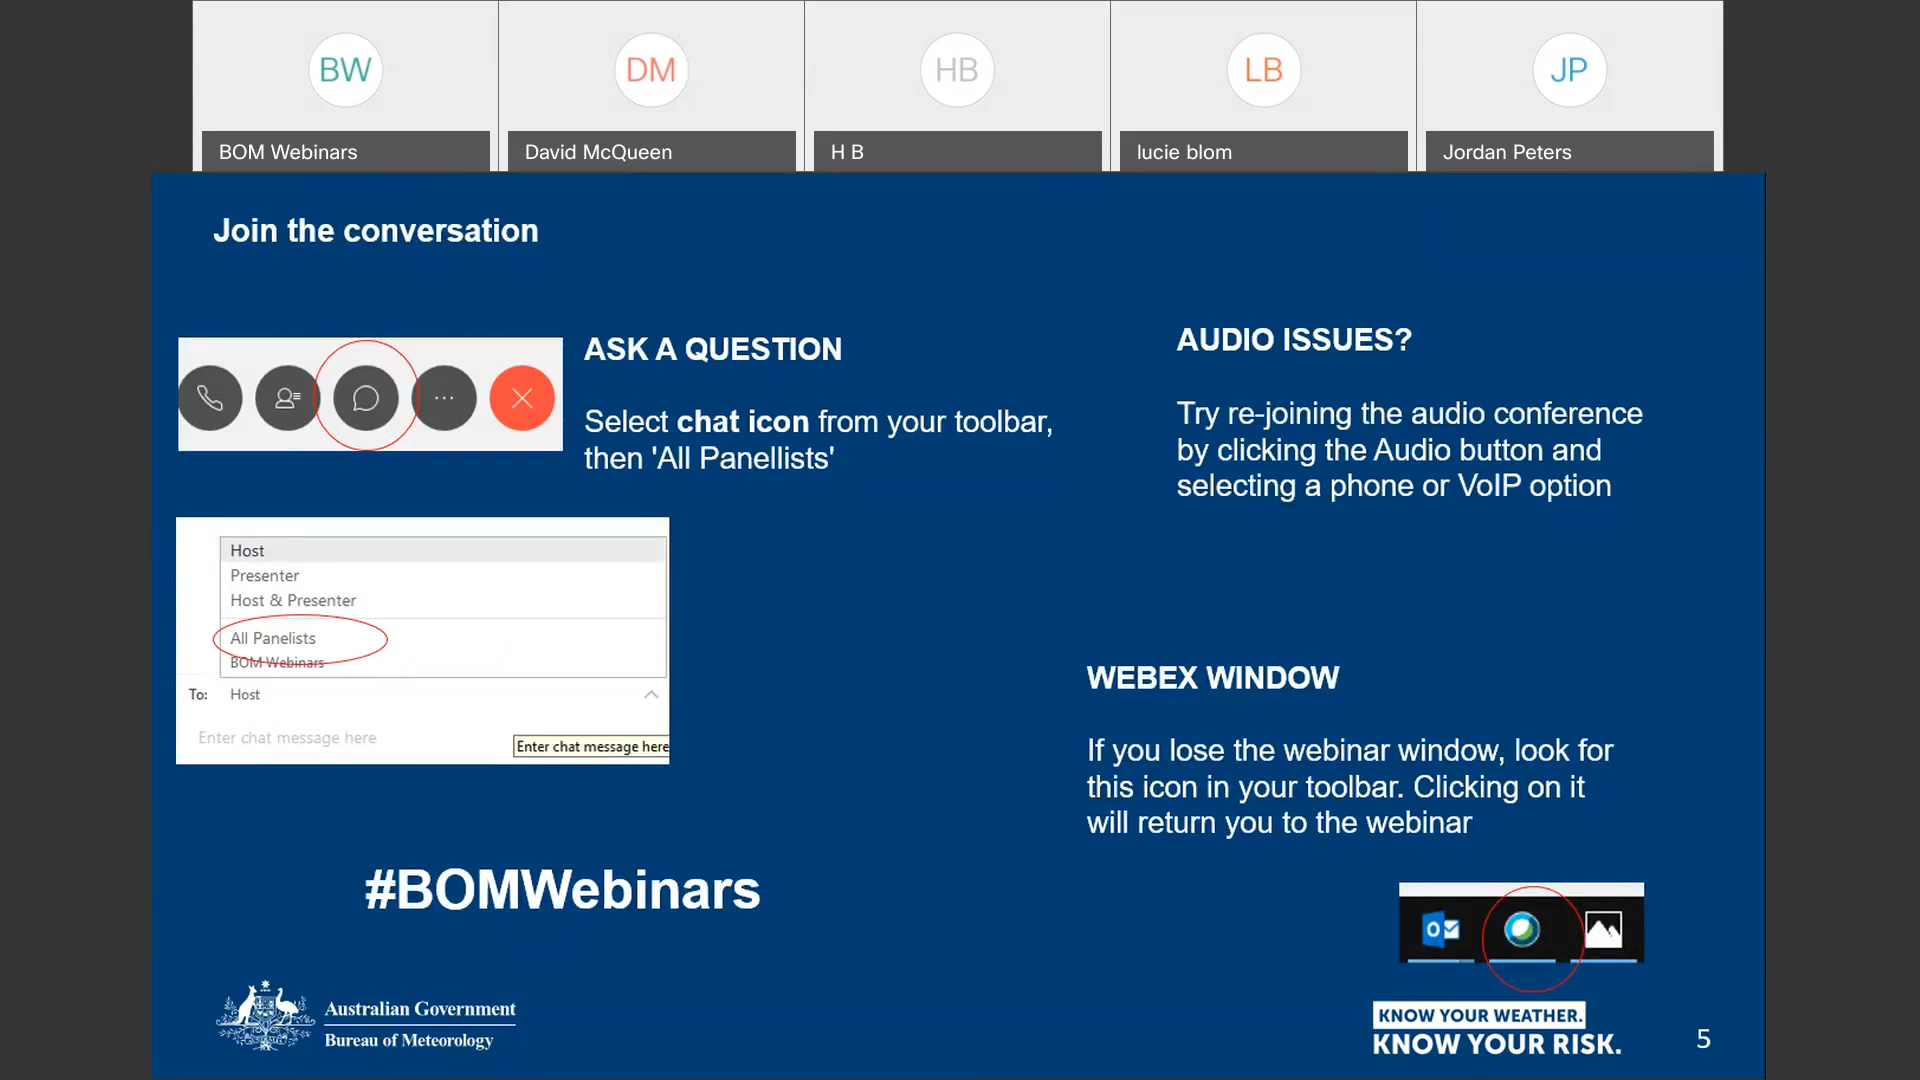 BW
DM
HB
LB
JP
BOM Webinars
David McQueen
H B
lucie blom
Jordan Peters
Join the conversation
ASK A QUESTION
Select chat icon from your toolbar,
then 'All Panellists'
AUDIO ISSUES?
Try re-joining the audio conference
by clicking the Audio button and
selecting a phone or VoIP option
Host
Presenter
Host & Presenter
All Panelists
BOM Webinars
To: Host
Enter chat message here
Enter chat message here
WEBEX WINDOW
If you lose the webinar window, look for
this icon in your toolbar. Clicking on it
will return you to the webinar
#BOMWebinars
Australian Government
Bureau of Meteorology
KNOW YOUR WEATHER.
KNOW YOUR RISK.
5